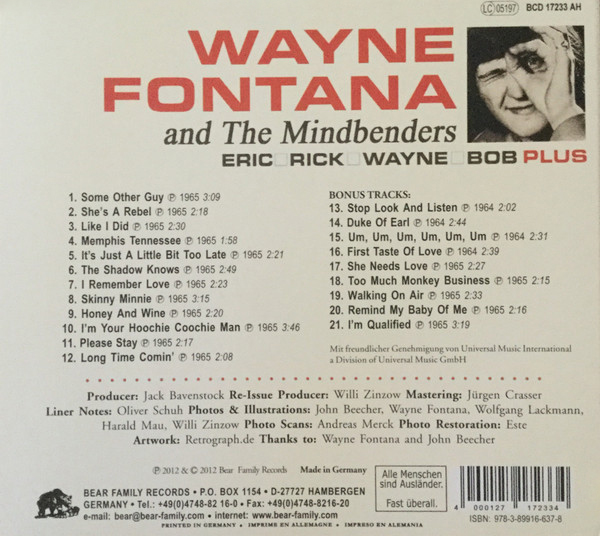 LC 05197 BCD 17233 AH
WAYNE
FONTANA
and The Mindbenders
ERIC RICK WAYNE BOB PLUS
1. Some Other Guy ℗ 1965 3:09
2. She's A Rebel ℗ 1965 2:18
3. Like I Did ℗ 1965 2:30
4. Memphis Tennessee ℗ 1965 1:58
5. It's Just A Little Bit Too Late ℗ 1965 2:21
6. The Shadow Knows ℗ 1965 2:49
7. I Remember Love ℗ 1965 2:23
8. Skinny Minnie ℗ 1965 3:15
9. Honey And Wine ℗ 1965 2:20
10. I'm Your Hoochie Coochie Man ℗ 1965 3:46
11. Please Stay ℗ 1965 2:17
12. Long Time Comin' ℗ 1965 2:08
BONUS TRACKS:
13. Stop Look And Listen ℗ 1964 2:02
14. Duke Of Earl ℗ 1964 2:44
15. Um, Um, Um, Um, Um, Um ℗ 1964 2:31
16. First Taste Of Love ℗ 1964 2:39
17. She Needs Love ℗ 1965 2:27
18. Too Much Monkey Business ℗ 1965 2:15
19. Walking On Air ℗ 1965 2:33
20. Remind My Baby Of Me ℗ 1965 2:16
21. I'm Qualified ℗ 1965 3:19
Mit freundlicher Genehmigung von Universal Music International
a Division of Universal Music GmbH
Producer: Jack Bavenstock Re-Issue Producer: Willi Zinzow Mastering: Jürgen Crasser
Liner Notes: Oliver Schuh Photos & Illustrations: John Beecher, Wayne Fontana, Wolfgang Lackmann,
Harald Mau, Willi Zinzow Photo Scans: Andreas Merck Photo Restoration: Este
Artwork: Retrograph.de Thanks to: Wayne Fontana and John Beecher
℗ 2012 & © 2012 Bear Family Records Made in Germany
BEAR FAMILY RECORDS • P.O. BOX 1154 • D-27727 HAMBERGEN
GERMANY • Tel.: +49(0)4748-82 16-0 • Fax: +49(0)4748-8216-20
e-mail: bear@bear-family.com • internet: www.bear-family.com
PRINTED IN GERMANY • IMPRIME EN ALLEMAGNE • IMPRESO EN ALEMANIA
Alle Menschen
sind Ausländer.
Fast überall.
4 000127 172334
ISBN: 978-3-89916-637-8